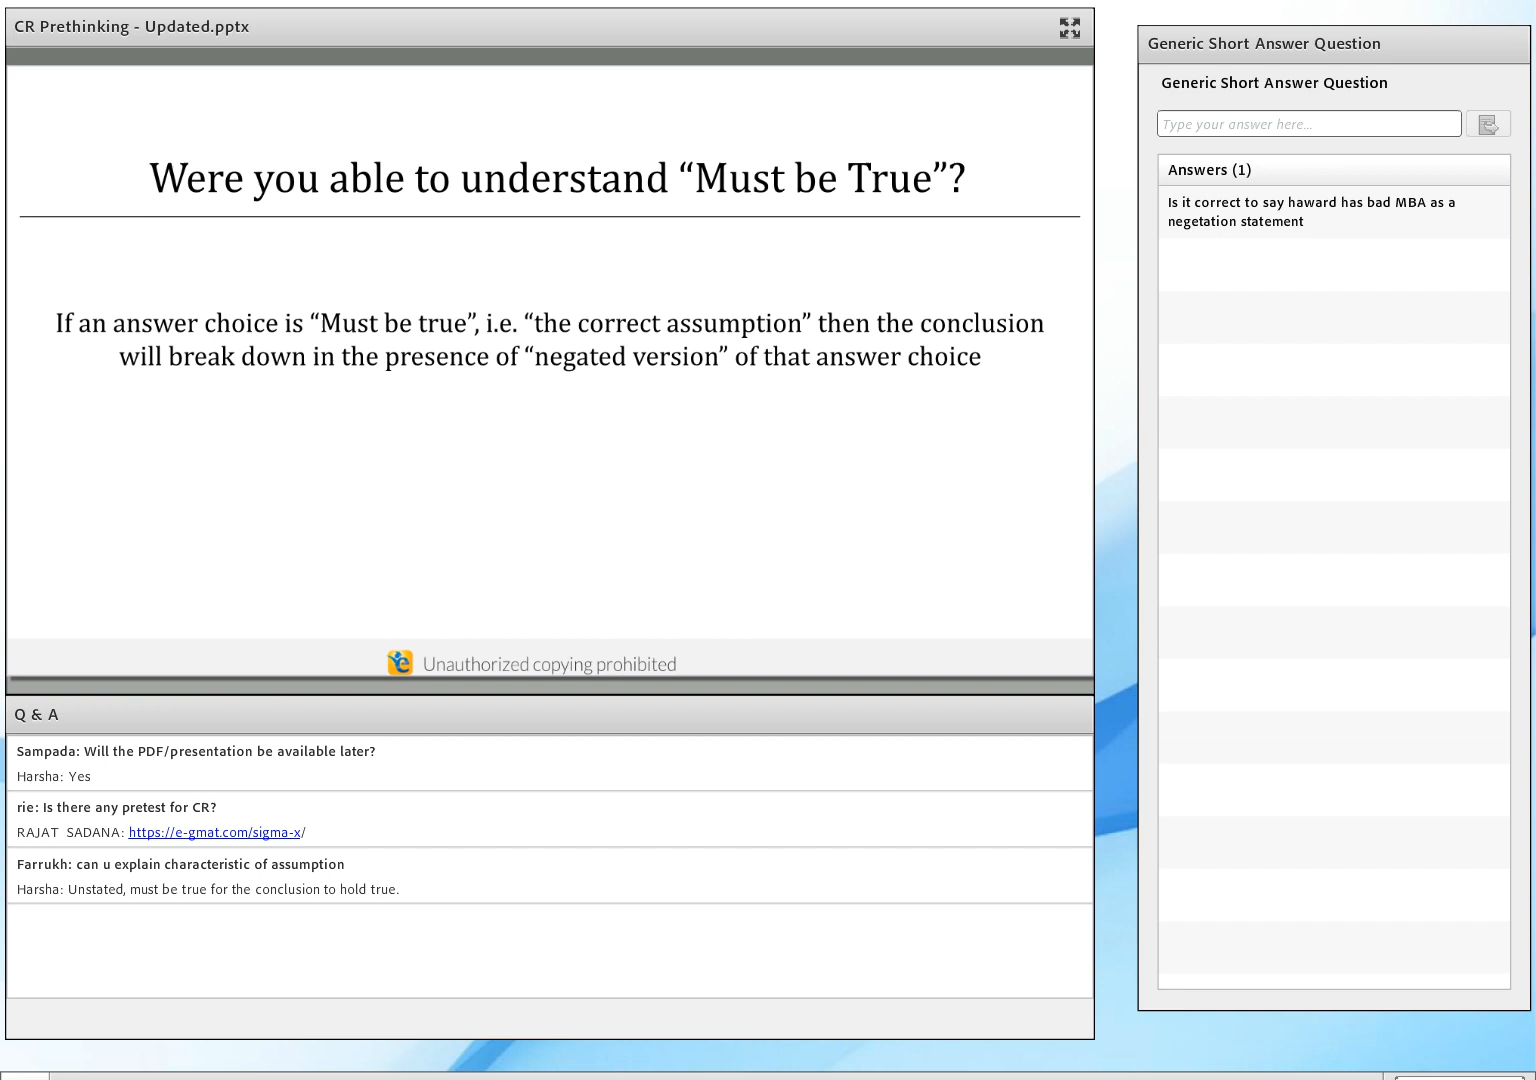 CR Prethinking - Updated.pptx
Were you able to understand “Must be True”?
If an answer choice is “Must be true”, i.e. “the correct assumption” then the conclusion
will break down in the presence of “negated version” of that answer choice
Unauthorized copying prohibited
Q & A
Sampada: Will the PDF/presentation be available later?
Harsha: Yes
rie: Is there any pretest for CR?
RAJAT SADANA: https://e-gmat.com/sigma-x/
Farrukh: can u explain characteristic of assumption
Harsha: Unstated, must be true for the conclusion to hold true.
Generic Short Answer Question
Generic Short Answer Question
Type your answer here...
Answers (1)
Is it correct to say haward has bad MBA as a
negetation statement